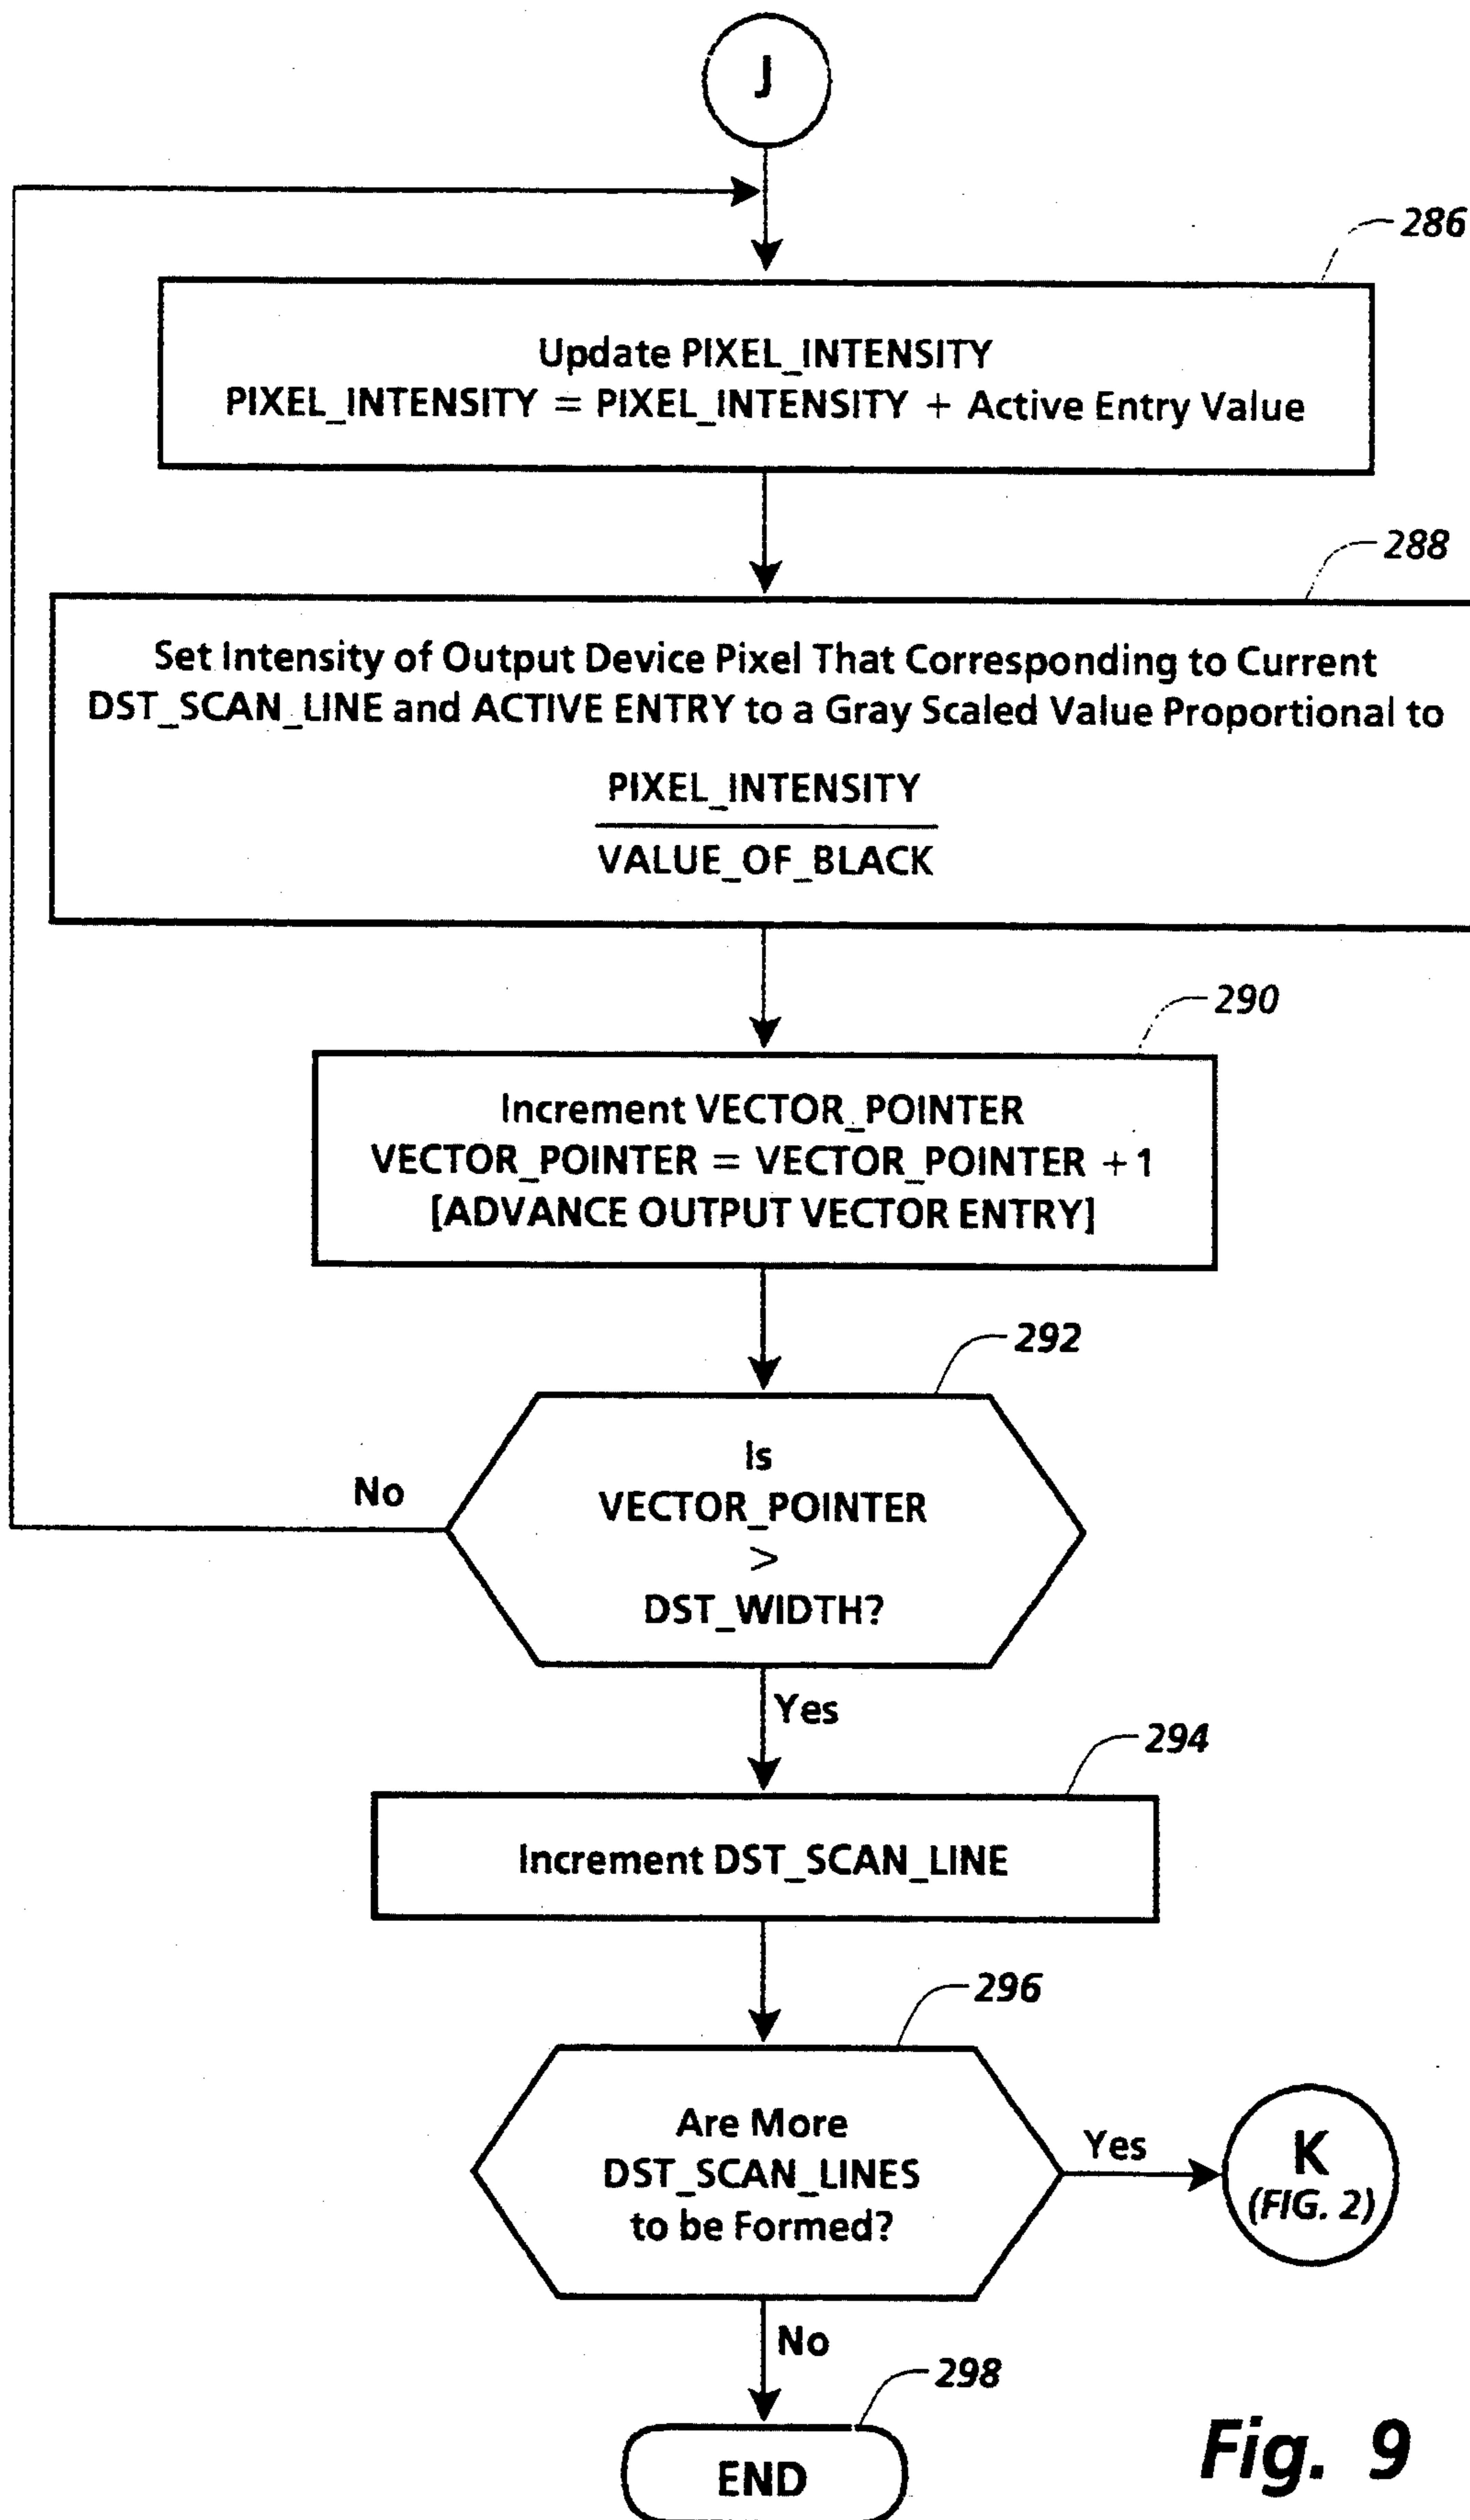 J
286
Update PIXEL_INTENSITY
PIXEL_INTENSITY = PIXEL_INTENSITY + Active Entry Value
288
Set Intensity of Output Device Pixel That Corresponding to Current
DST_SCAN_LINE and ACTIVE ENTRY to a Gray Scaled Value Proportional to
PIXEL_INTENSITY
VALUE_OF_BLACK
290
Increment VECTOR_POINTER
VECTOR_POINTER = VECTOR_POINTER +1
[ADVANCE OUTPUT VECTOR ENTRY]
292
Is
VECTOR_POINTER
>
DST_WIDTH?
No
Yes
294
Increment DST_SCAN_LINE
296
Are More
DST_SCAN_LINES
to be Formed?
Yes
K
(FIG. 2)
No
298
END
Fig. 9